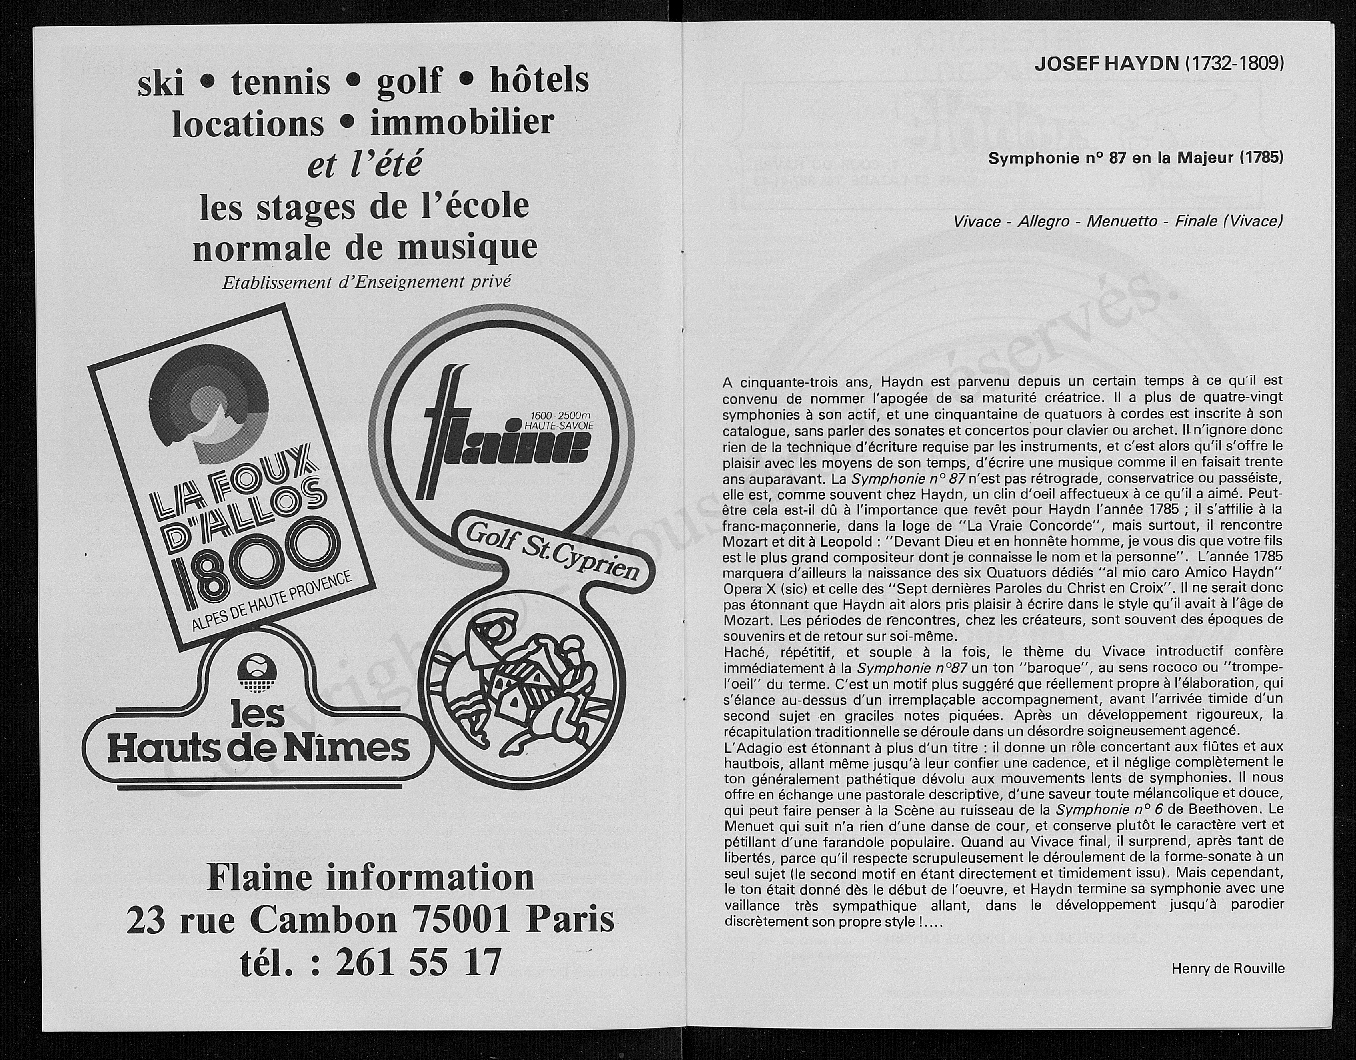 ski • tennis • golf • hôtels
locations • immobilier
et l'été
les stages de l'école
normale de musique
Etablissement d'Enseignement privé
LA FOUX
D'ALLOS
1800
ALPES DE HAUTE PROVENCE
flaine
1600-2500m
HAUTE-SAVOIE
Golf St. Cyprien
les
Hauts de Nîmes
Flaine information
23 rue Cambon 75001 Paris
tél. : 261 55 17
JOSEF HAYDN (1732-1809)
Symphonie nº 87 en la Majeur (1785)
Vivace - Allegro - Menuetto - Finale (Vivace)
A cinquante-trois ans, Haydn est parvenu depuis un certain temps à ce qu'il est
convenu de nommer l'apogée de sa maturité créatrice. Il a plus de quatre-vingt
symphonies à son actif, et une cinquantaine de quatuors à cordes est inscrite à son
catalogue, sans parler des sonates et concertos pour clavier ou archet. Il n'ignore donc
rien de la technique d'écriture requise par les instruments, et c'est alors qu'il s'offre le
plaisir avec les moyens de son temps, d'écrire une musique comme il en faisait trente
ans auparavant. La Symphonie nº 87 n'est pas rétrograde, conservatrice ou passéiste,
elle est, comme souvent chez Haydn, un clin d'oeil affectueux à ce qu'il a aimé. Peut-
être cela est-il dû à l'importance que revêt pour Haydn l'année 1785 ; il s'affilie à la
franc-maçonnerie, dans la loge de "La Vraie Concorde", mais surtout, il rencontre
Mozart et dit à Leopold : "Devant Dieu et en honnête homme, je vous dis que votre fils
est le plus grand compositeur dont je connaisse le nom et la personne". L'année 1785
marquera d'ailleurs la naissance des six Quatuors dédiés "al mio caro Amico Haydn"
Opera X (sic) et celle des "Sept dernières Paroles du Christ en Croix". Il ne serait donc
pas étonnant que Haydn ait alors pris plaisir à écrire dans le style qu'il avait à l'âge de
Mozart. Les périodes de rencontres, chez les créateurs, sont souvent des époques de
souvenirs et de retour sur soi-même.
Haché, répétitif, et souple à la fois, le thème du Vivace introductif confère
immédiatement à la Symphonie nº87 un ton "baroque", au sens rococo ou "trompe-
l'oeil" du terme. C'est un motif plus suggéré que réellement propre à l'élaboration, qui
s'élance au-dessus d'un irremplaçable accompagnement, avant l'arrivée timide d'un
second sujet en graciles notes piquées. Après un développement rigoureux, la
récapitulation traditionnelle se déroule dans un désordre soigneusement agencé.
L'Adagio est étonnant à plus d'un titre : il donne un rôle concertant aux flûtes et aux
hautbois, allant même jusqu'à leur confier une cadence, et il néglige complètement le
ton généralement pathétique dévolu aux mouvements lents de symphonies. Il nous
offre en échange une pastorale descriptive, d'une saveur toute mélancolique et douce,
qui peut faire penser à la Scène au ruisseau de la Symphonie nº 6 de Beethoven. Le
Menuet qui suit n'a rien d'une danse de cour, et conserve plutôt le caractère vert et
pétillant d'une farandole populaire. Quand au Vivace final, il surprend, après tant de
libertés, parce qu'il respecte scrupuleusement le déroulement de la forme-sonate à un
seul sujet (le second motif en étant directement et timidement issu). Mais cependant,
le ton était donné dès le début de l'oeuvre, et Haydn termine sa symphonie avec une
vaillance très sympathique allant, dans le développement jusqu'à parodier
discrètement son propre style !....
Henry de Rouville